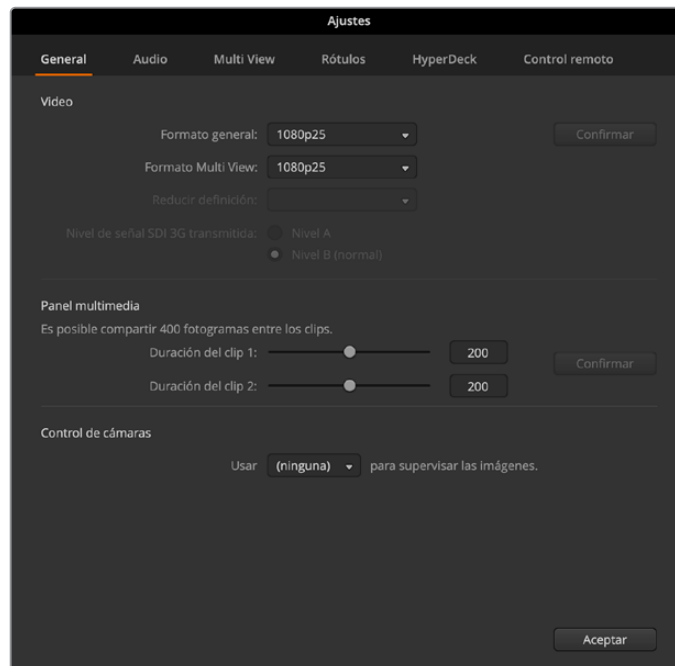 Ajustes
General Audio Multi View Rótulos HyperDeck Control remoto
Video
Formato general: 1080p25 Confirmar
Formato Multi View: 1080p25
Reducir definición:
Nivel de señal SDI 3G transmitida: Nivel A
Nivel B (normal)
Panel multimedia
Es posible compartir 400 fotogramas entre los clips.
Duración del clip 1: 200
Confirmar
Duración del clip 2: 200
Control de cámaras
Usar (ninguna) para supervisar las imágenes.
Aceptar